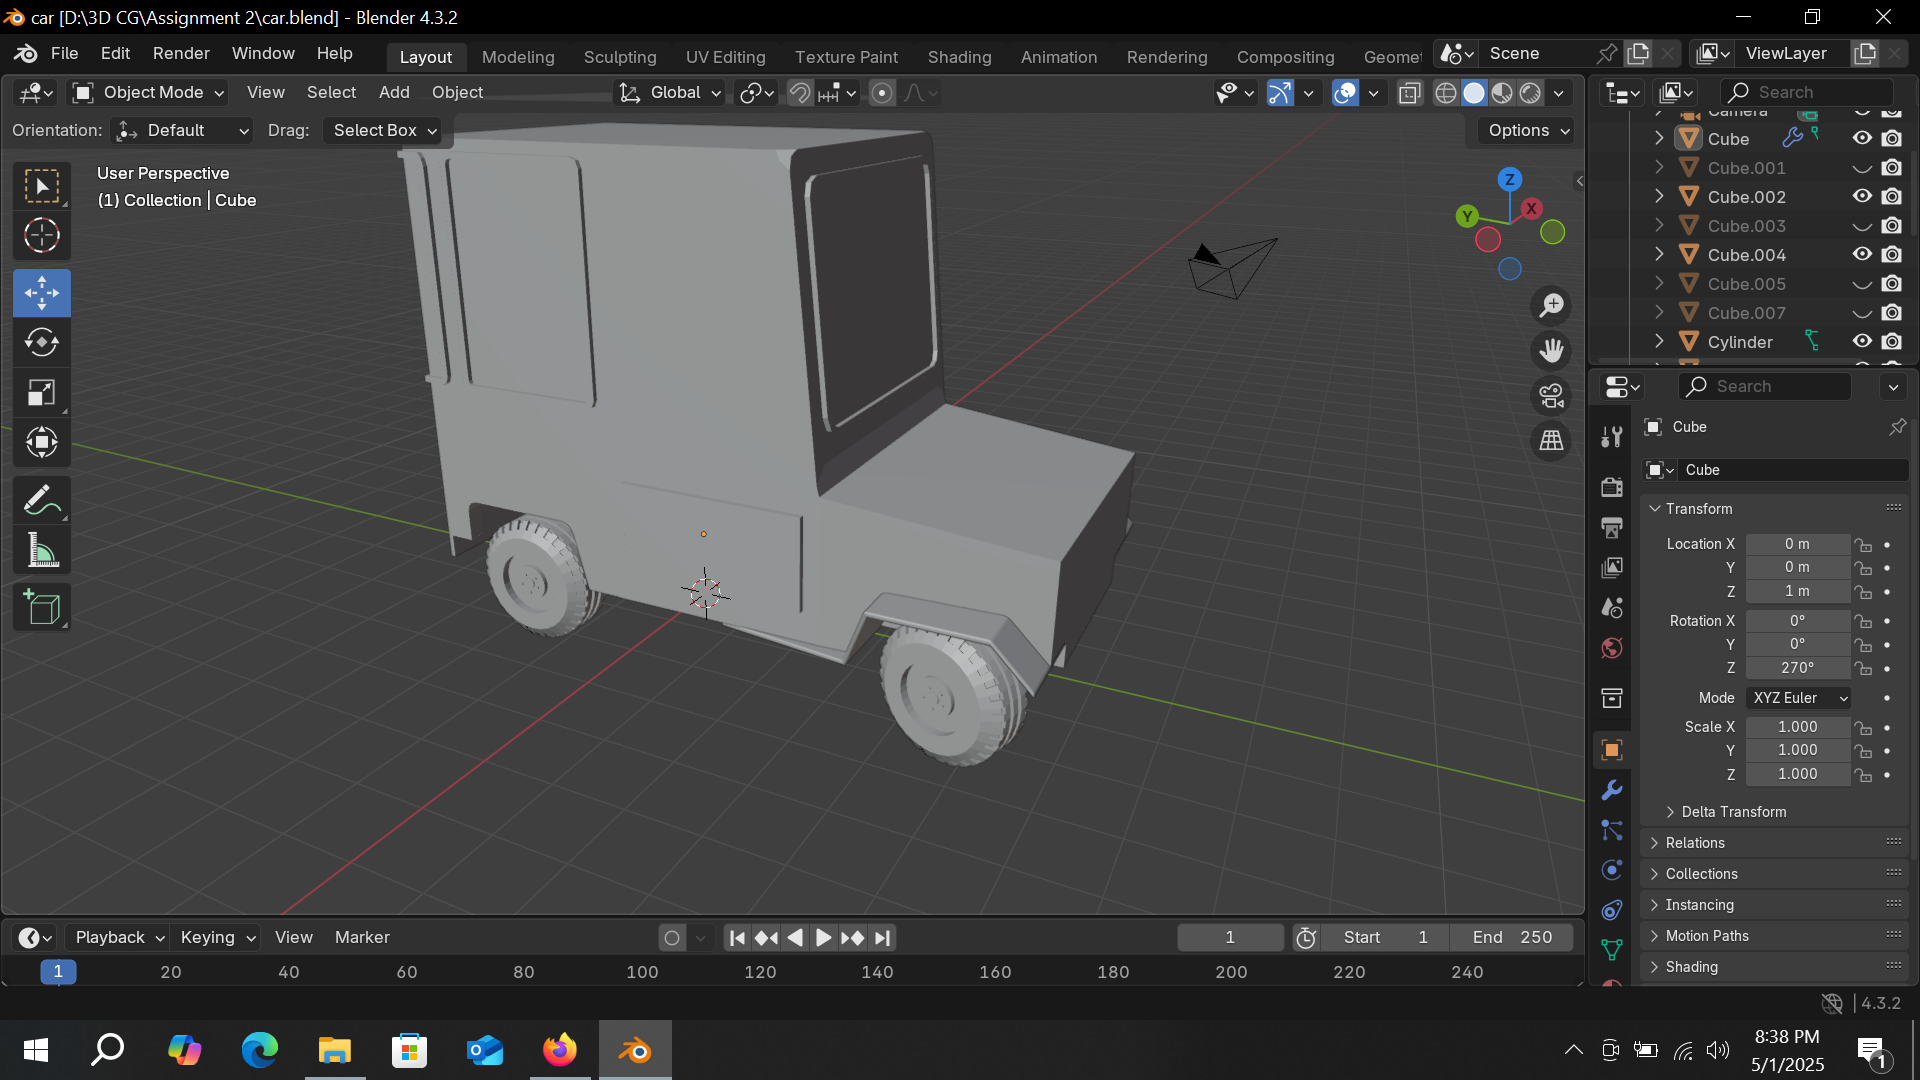 car [D:\3D CG\Assignment 2\car.blend] - Blender 4.3.2
File Edit Render Window Help Layout Modeling Sculpting UV Editing Texture Paint Shading Animation Rendering Compositing Geomet Scene ViewLayer
Object Mode View Select Add Object Global Search
Orientation: Default Drag: Select Box Options
User Perspective
(1) Collection | Cube
Z
Y
X
Camera
Cube
Cube.001
Cube.002
Cube.003
Cube.004
Cube.005
Cube.007
Cylinder
Search
Cube
Cube
Transform
Location X 0 m
Y 0 m
Z 1 m
Rotation X 0°
Y 0°
Z 270°
Mode XYZ Euler
Scale X 1.000
Y 1.000
Z 1.000
Delta Transform
Relations
Collections
Instancing
Motion Paths
Shading
Playback Keying View Marker 1 Start 1 End 250
1 20 40 60 80 100 120 140 160 180 200 220 240
4.3.2
8:38 PM
5/1/2025
1